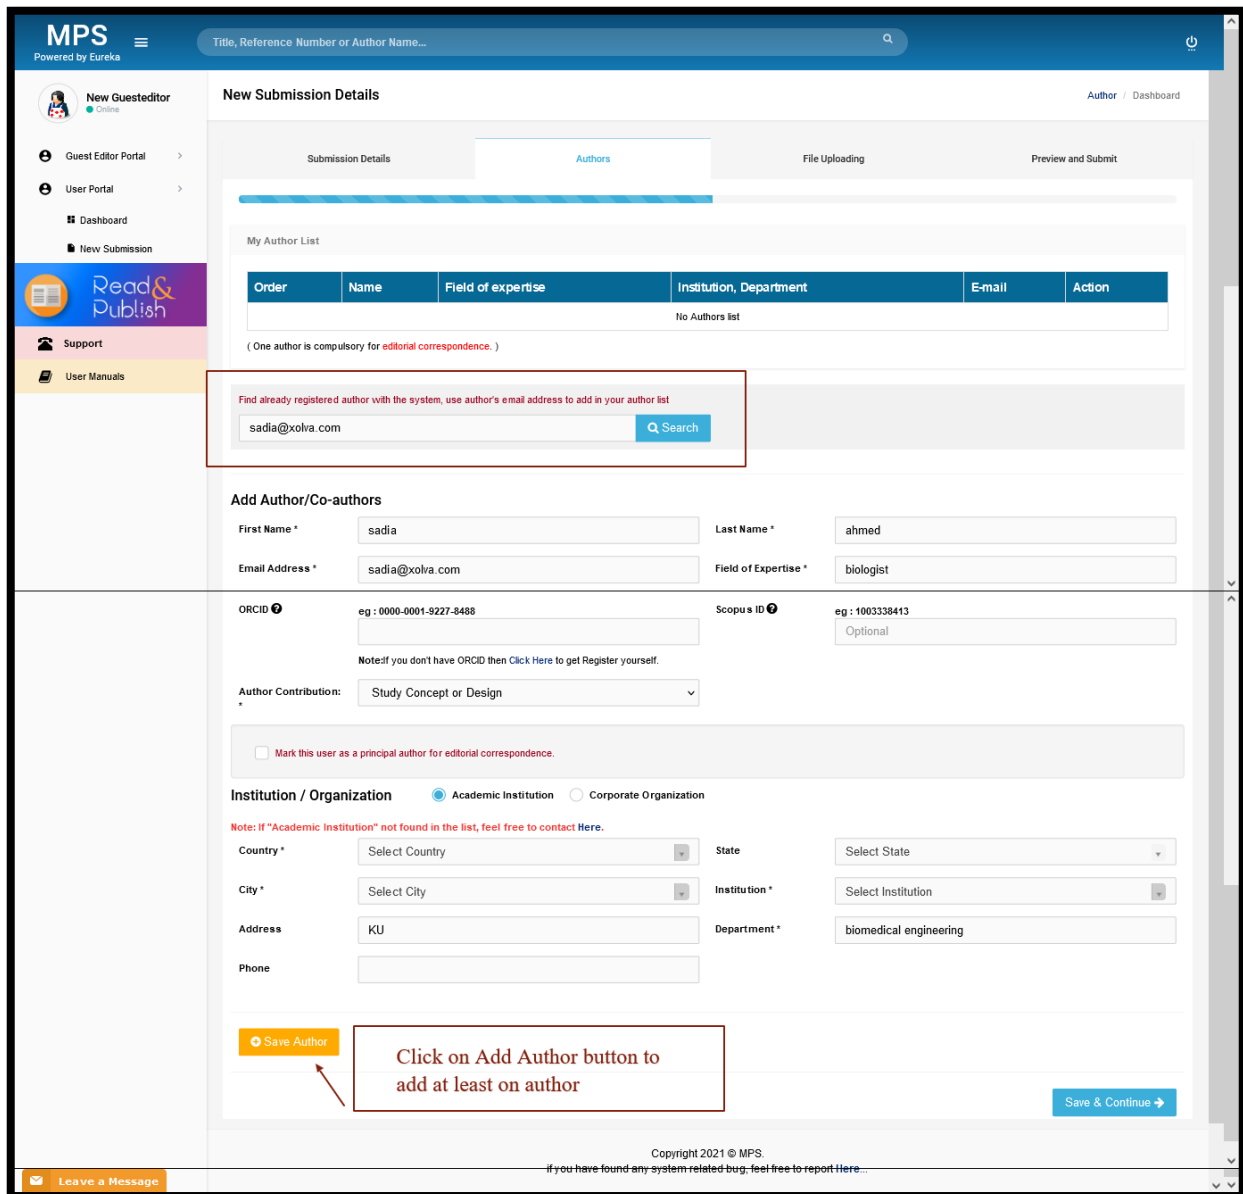 MPS
Powered by Eureka
Title, Reference Number or Author Name...
New Guesteditor
Online
New Submission Details
Author / Dashboard
Guest Editor Portal
User Portal
Dashboard
New Submission
Read&
Publish
Support
User Manuals
Submission Details
Authors
File Uploading
Preview and Submit
My Author List
Order Name Field of expertise Institution, Department E-mail Action
No Authors list
( One author is compulsory for editorial correspondence. )
Find already registered author with the system, use author's email address to add in your author list
sadia@xolva.com
Search
Add Author/Co-authors
First Name * sadia Last Name * ahmed
Email Address * sadia@xolva.com Field of Expertise * biologist
ORCID eg : 0000-0001-9227-8488 Scopus ID eg : 1003338413
Optional
Note:If you don't have ORCID then Click Here to get Register yourself.
Author Contribution: Study Concept or Design
*
Mark this user as a principal author for editorial correspondence.
Institution / Organization Academic Institution Corporate Organization
Note: If "Academic Institution" not found in the list, feel free to contact Here.
Country * Select Country State Select State
City * Select City Institution * Select Institution
Address KU Department * biomedical engineering
Phone
Save Author
Click on Add Author button to
add at least on author
Save & Continue
Copyright 2021 © MPS.
if you have found any system related bug, feel free to report Here...
Leave a Message